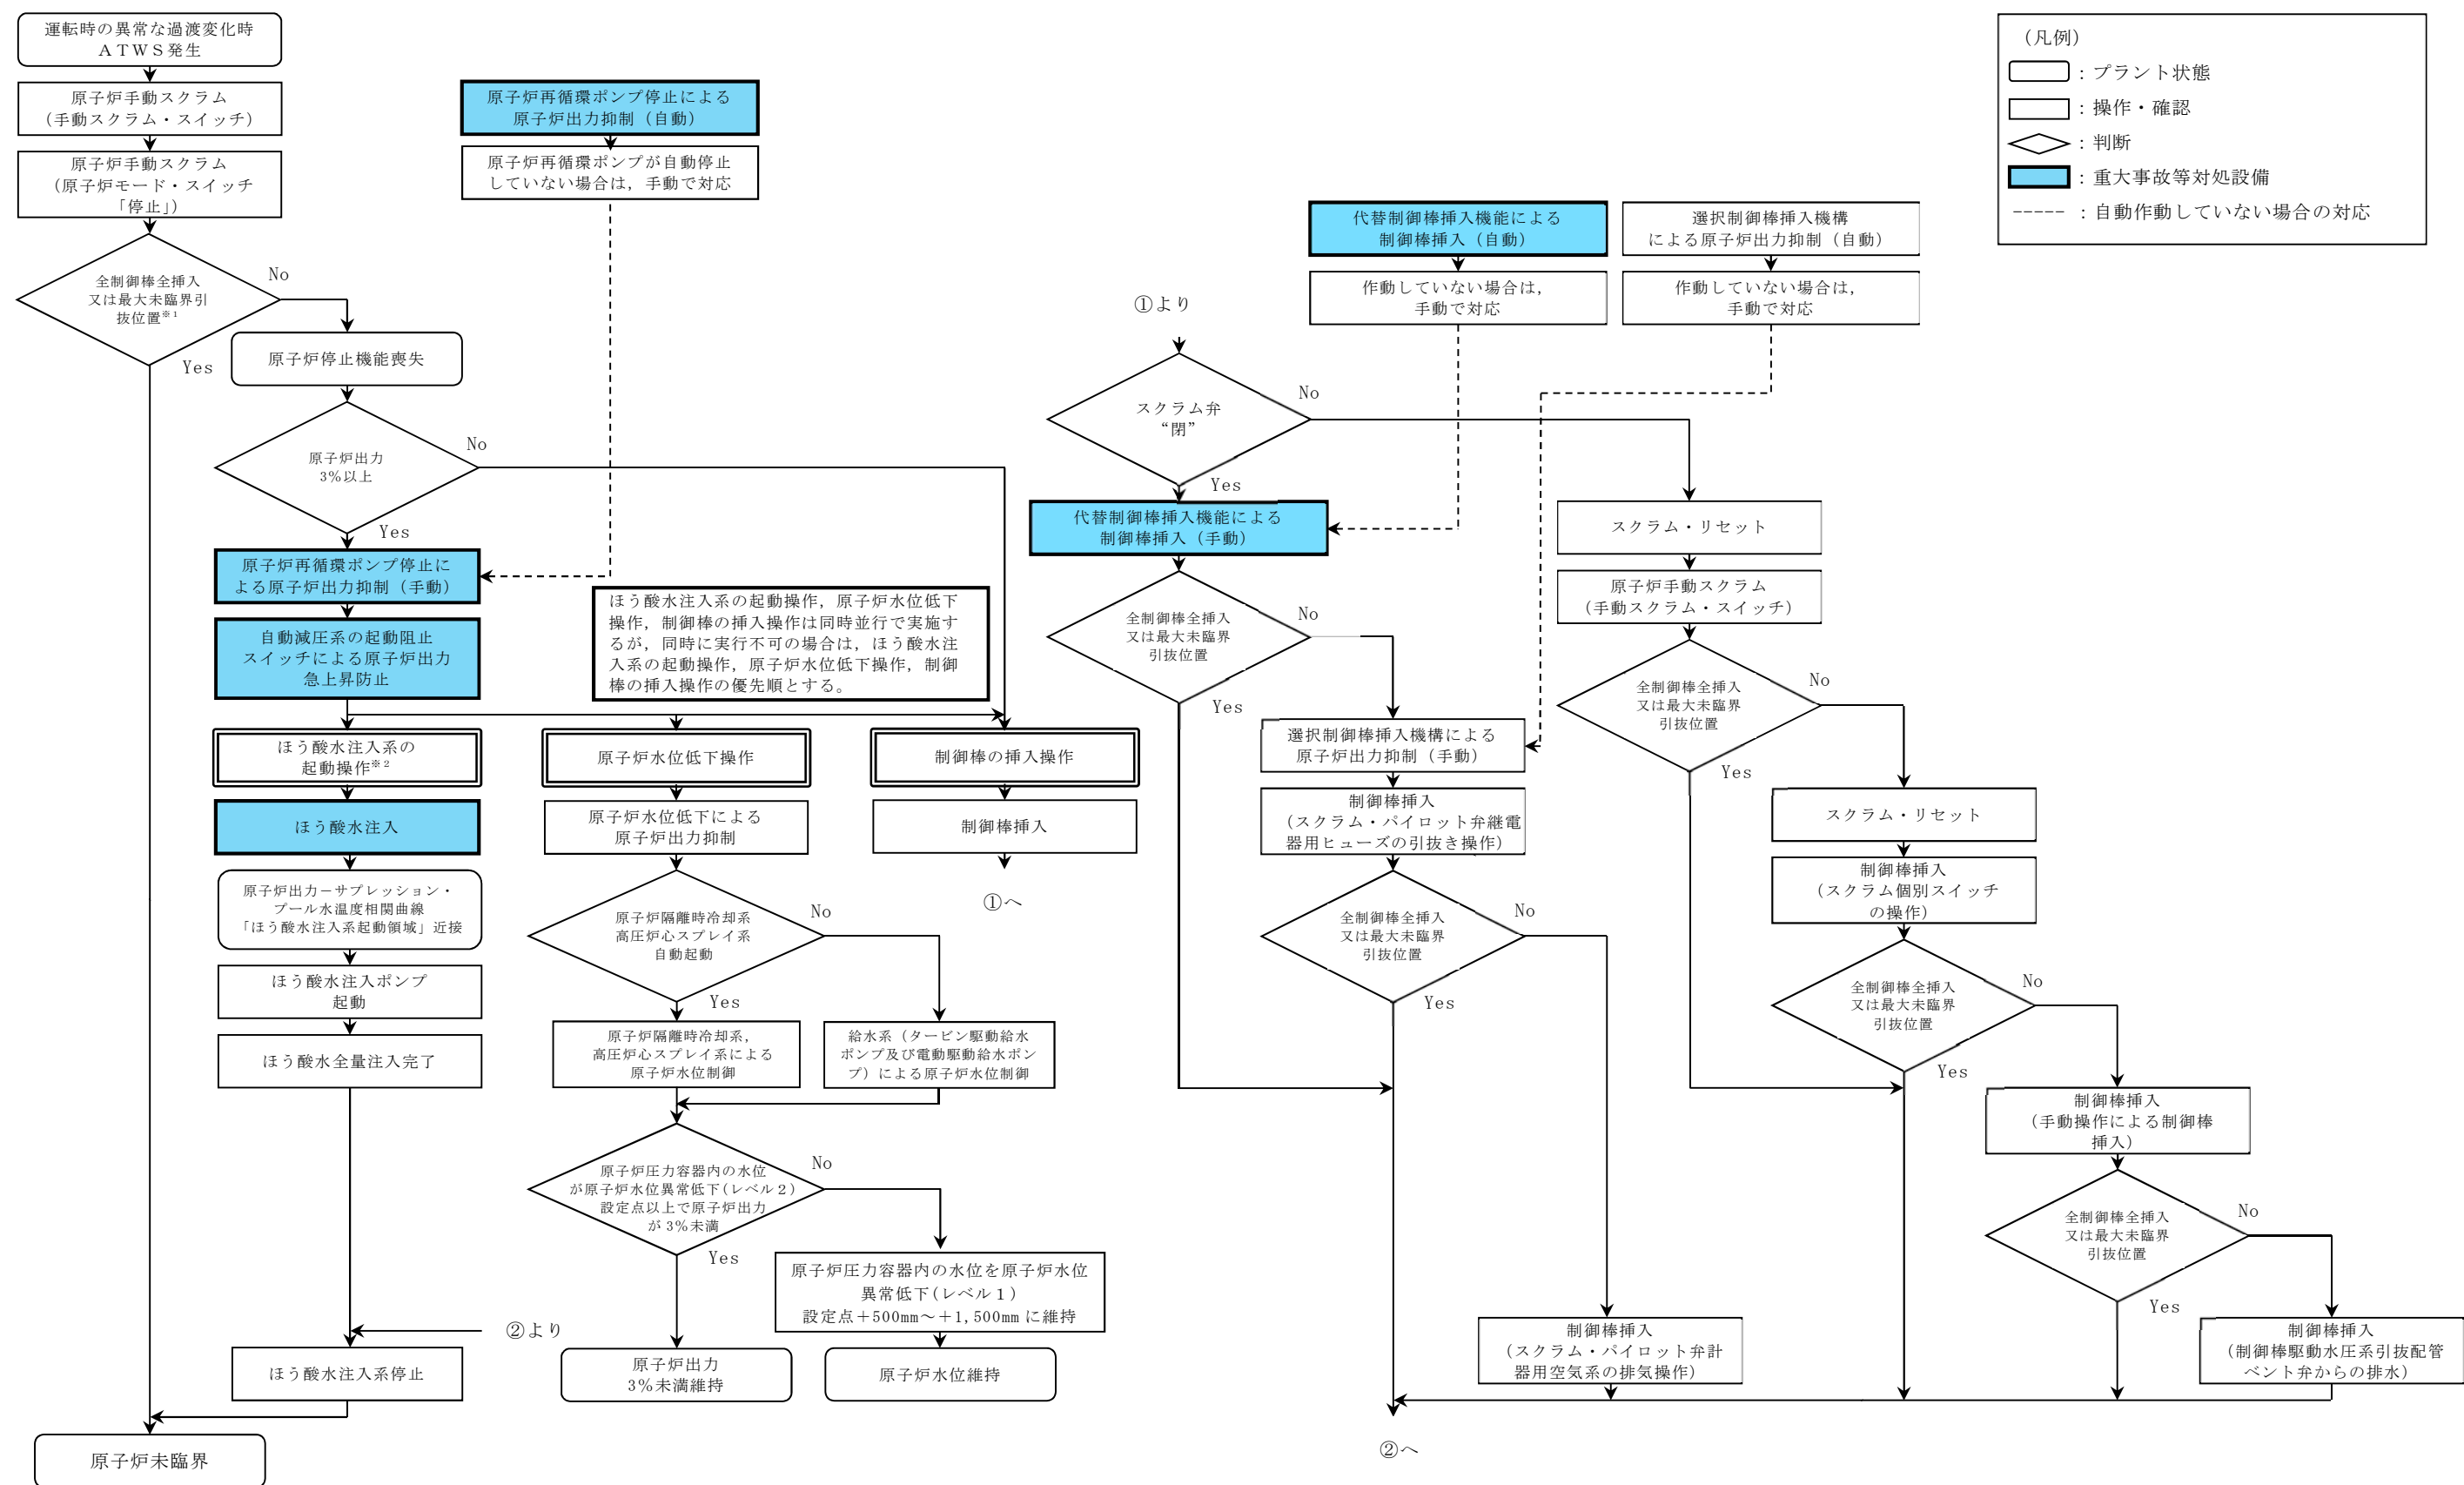 運転時の異常な過渡変化時
ATWS発生
原子炉手動スクラム
(手動スクラム・スイッチ)
原子炉手動スクラム
(原子炉モード・スイッチ
「停止」)
全制御棒全挿入
又は最大未臨界引
抜位置※1
No
Yes
原子炉停止機能喪失
原子炉出力
3%以上
No
Yes
原子炉再循環ポンプ停止による
原子炉出力抑制(自動)
原子炉再循環ポンプが自動停止
していない場合は,手動で対応
原子炉再循環ポンプ停止に
よる原子炉出力抑制(手動)
自動減圧系の起動阻止
スイッチによる原子炉出力
急上昇防止
ほう酸水注入系の起動操作,原子炉水位低下
操作,制御棒の挿入操作は同時並行で実施す
るが,同時に実行不可の場合は,ほう酸水注
入系の起動操作,原子炉水位低下操作,制御
棒の挿入操作の優先順とする。
ほう酸水注入系の
起動操作※2
ほう酸水注入
原子炉出力-サプレッション・
プール水温度相関曲線
「ほう酸水注入系起動領域」近接
ほう酸水注入ポンプ
起動
ほう酸水全量注入完了
②より
ほう酸水注入系停止
原子炉未臨界
原子炉水位低下操作
原子炉水位低下による
原子炉出力抑制
原子炉隔離時冷却系
高圧炉心スプレイ系
自動起動
No
Yes
原子炉隔離時冷却系,
高圧炉心スプレイ系による
原子炉水位制御
給水系(タービン駆動給水
ポンプ及び電動駆動給水ポン
プ)による原子炉水位制御
原子炉圧力容器内の水位
が原子炉水位異常低下(レベル2)
設定点以上で原子炉出力
が3%未満
No
Yes
原子炉圧力容器内の水位を原子炉水位
異常低下(レベル1)
設定点+500mm~+1,500mmに維持
原子炉出力
3%未満維持
原子炉水位維持
制御棒の挿入操作
制御棒挿入
①へ
①より
スクラム弁
“閉”
No
Yes
代替制御棒挿入機能による
制御棒挿入(自動)
作動していない場合は,
手動で対応
選択制御棒挿入機構
による原子炉出力抑制(自動)
作動していない場合は,
手動で対応
代替制御棒挿入機能による
制御棒挿入(手動)
全制御棒全挿入
又は最大未臨界
引抜位置
No
Yes
選択制御棒挿入機構による
原子炉出力抑制(手動)
制御棒挿入
(スクラム・パイロット弁継電
器用ヒューズの引抜き操作)
全制御棒全挿入
又は最大未臨界
引抜位置
No
Yes
制御棒挿入
(スクラム・パイロット弁計
器用空気系の排気操作)
②へ
スクラム・リセット
原子炉手動スクラム
(手動スクラム・スイッチ)
全制御棒全挿入
又は最大未臨界
引抜位置
No
Yes
スクラム・リセット
制御棒挿入
(スクラム個別スイッチ
の操作)
全制御棒全挿入
又は最大未臨界
引抜位置
No
Yes
制御棒挿入
(手動操作による制御棒
挿入)
全制御棒全挿入
又は最大未臨界
引抜位置
No
Yes
制御棒挿入
(制御棒駆動水圧系引抜配管
ベント弁からの排水)
(凡例)
:プラント状態
:操作・確認
:判断
:重大事故等対処設備
:自動作動していない場合の対応